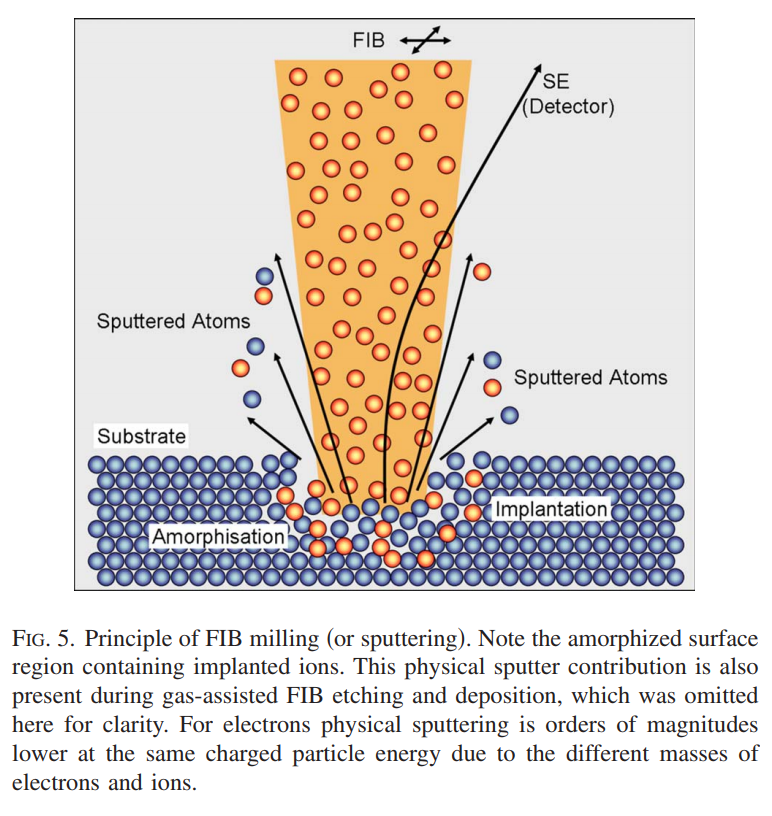 FIB
SE
(Detector)
Sputtered Atoms
Sputtered Atoms
Substrate
Implantation
Amorphisation
FIG. 5. Principle of FIB milling (or sputtering). Note the amorphized surface
region containing implanted ions. This physical sputter contribution is also
present during gas-assisted FIB etching and deposition, which was omitted
here for clarity. For electrons physical sputtering is orders of magnitudes
lower at the same charged particle energy due to the different masses of
electrons and ions.